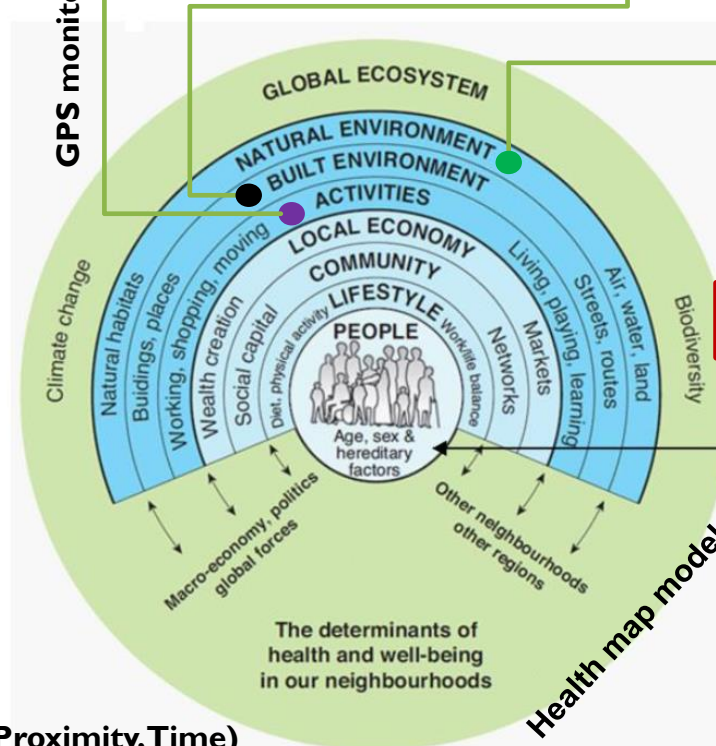 GPS monito
GLOBAL ECOSYSTEM
NATURAL ENVIRONMENT
BUILT ENVIRONMENT
ACTIVITIES
LOCAL ECONOMY
COMMUNITY
LIFESTYLE
PEOPLE
Age, sex &
hereditary
factors
Climate change
Natural habitats
Buidings, places
Working, shopping, moving
Wealth creation
Social capital
Diet, physical activity
Work/life balance
Networks
Markets
Living, playing, learning
Streets, routes
Air, water, land
Biodiversity
Macro-economy, politics
global forces
Other neighbourhoods
other regions
The determinants of
health and well-being
in our neighbourhoods
Health map model
Proximity.Time)